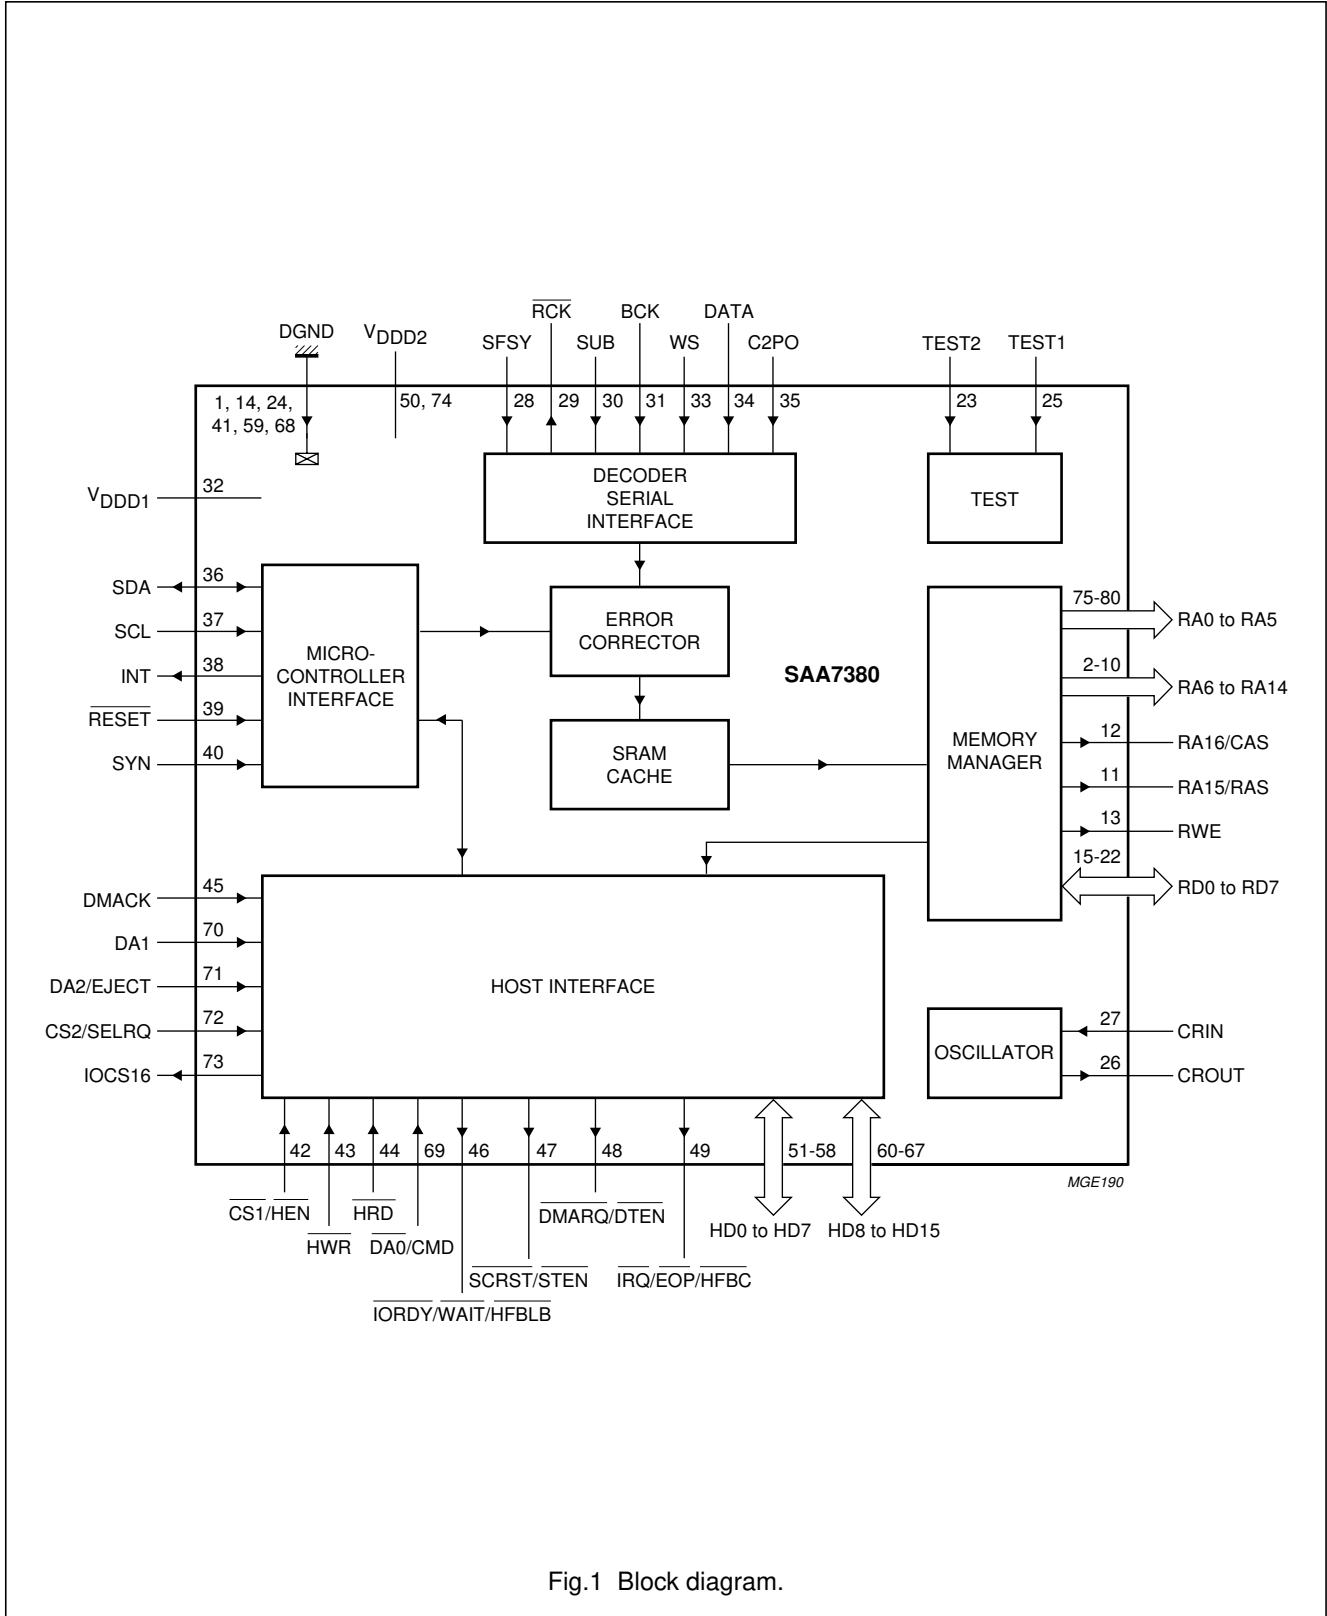 RCK BCK DATA
DGND VDDD2 SFSY SUB WS C2PO TEST2 TEST1
1, 14, 24, 50, 74 28 29 30 31 33 34 35 23 25
41, 59, 68
DECODER
SERIAL
INTERFACE
TEST
VDDD1 32
SDA 36
SCL 37
INT 38
RESET 39
SYN 40
MICRO-
CONTROLLER
INTERFACE
ERROR
CORRECTOR
SAA7380
SRAM
CACHE
MEMORY
MANAGER
75-80 RA0 to RA5
2-10 RA6 to RA14
12 RA16/CAS
11 RA15/RAS
13 RWE
15-22 RD0 to RD7
DMACK 45
DA1 70
DA2/EJECT 71
CS2/SELRQ 72
IOCS16 73
HOST INTERFACE
OSCILLATOR
27 CRIN
26 CROUT
42 43 44 69 46 47 48 49 51-58 60-67
MGE190
CS1/HEN HRD DMARQ/DTEN HD0 to HD7 HD8 to HD15
HWR DA0/CMD
SCRST/STEN IRQ/EOP/HFBC
IORDY/WAIT/HFBLB
Fig.1 Block diagram.